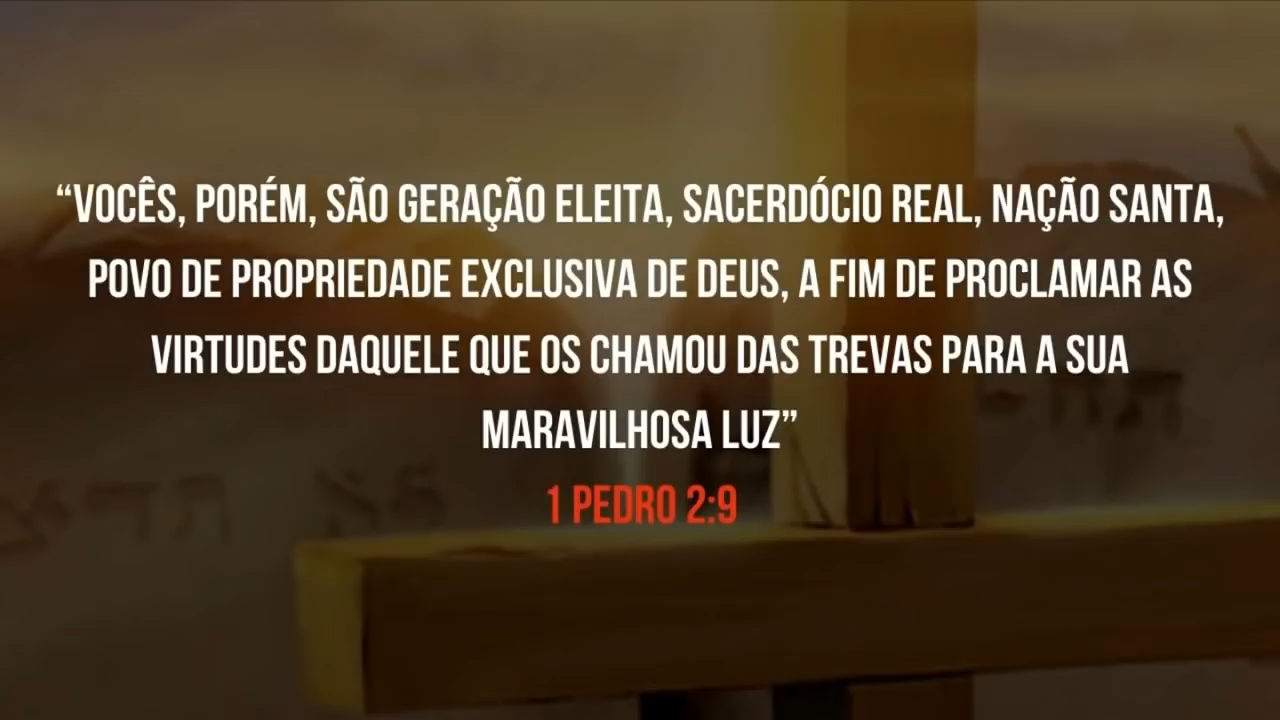 “VOCÊS, PORÉM, SÃO GERAÇÃO ELEITA, SACERDÓCIO REAL, NAÇÃO SANTA,
POVO DE PROPRIEDADE EXCLUSIVA DE DEUS, A FIM DE PROCLAMAR AS
VIRTUDES DAQUELE QUE OS CHAMOU DAS TREVAS PARA A SUA
MARAVILHOSA LUZ”
1 PEDRO 2:9